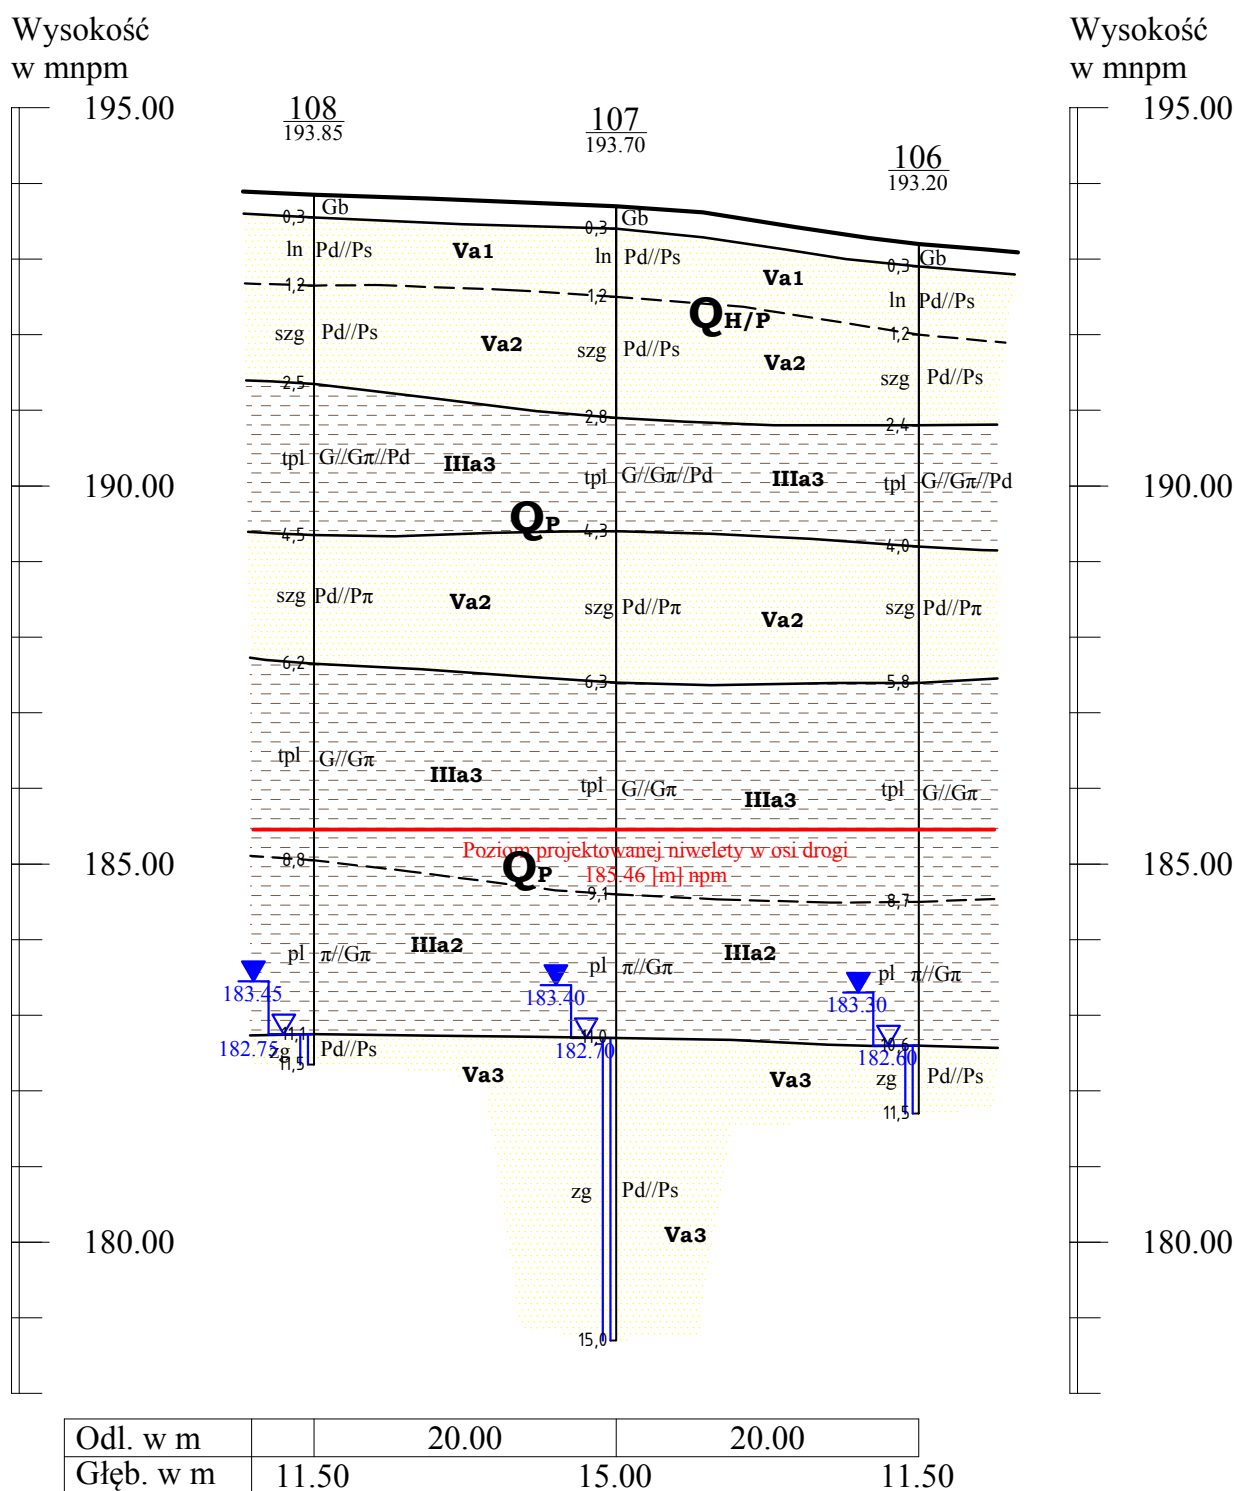 Wysokość Wysokość
w mnpm w mnpm
195.00 108 107 195.00
193.85 193.70
106
193.20
Gb
0,3 Gb
0,3
ln Pd//Ps Va1 ln Pd//Ps Gb
0,3
Va1
1,2 1,2 ln Pd//Ps
QH/P
szg Pd//Ps Va2 szg Pd//Ps 1,2
Va2
szg Pd//Ps
2,5
2,8 2,4
tpl G//Gπ//Pd IIIa3 tpl G//Gπ//Pd IIIa3 tpl G//Gπ//Pd
190.00 190.00
QP
4,5 4,3 4,0
szg Pd//Pπ Va2 szg Pd//Pπ Va2 szg Pd//Pπ
6,2 6,3 5,8
tpl G//Gπ IIIa3 tpl G//Gπ IIIa3 tpl G//Gπ
Poziom projektowanej niwelety w osi drogi
185.46 [m] npm
185.00 8,8 QP 185.00
9,1 8,7
pl π//Gπ IIIa2 pl π//Gπ IIIa2 pl π//Gπ
183.45 183.40 183.30
11,1 11,0 10,6
182.75 182.70 182.60
zg Pd//Ps
11,5
Va3 Va3 zg Pd//Ps
11,5
zg Pd//Ps
Va3
180.00 180.00
15,0
Odl. w m 20.00 20.00
Głęb. w m 11.50 15.00 11.50